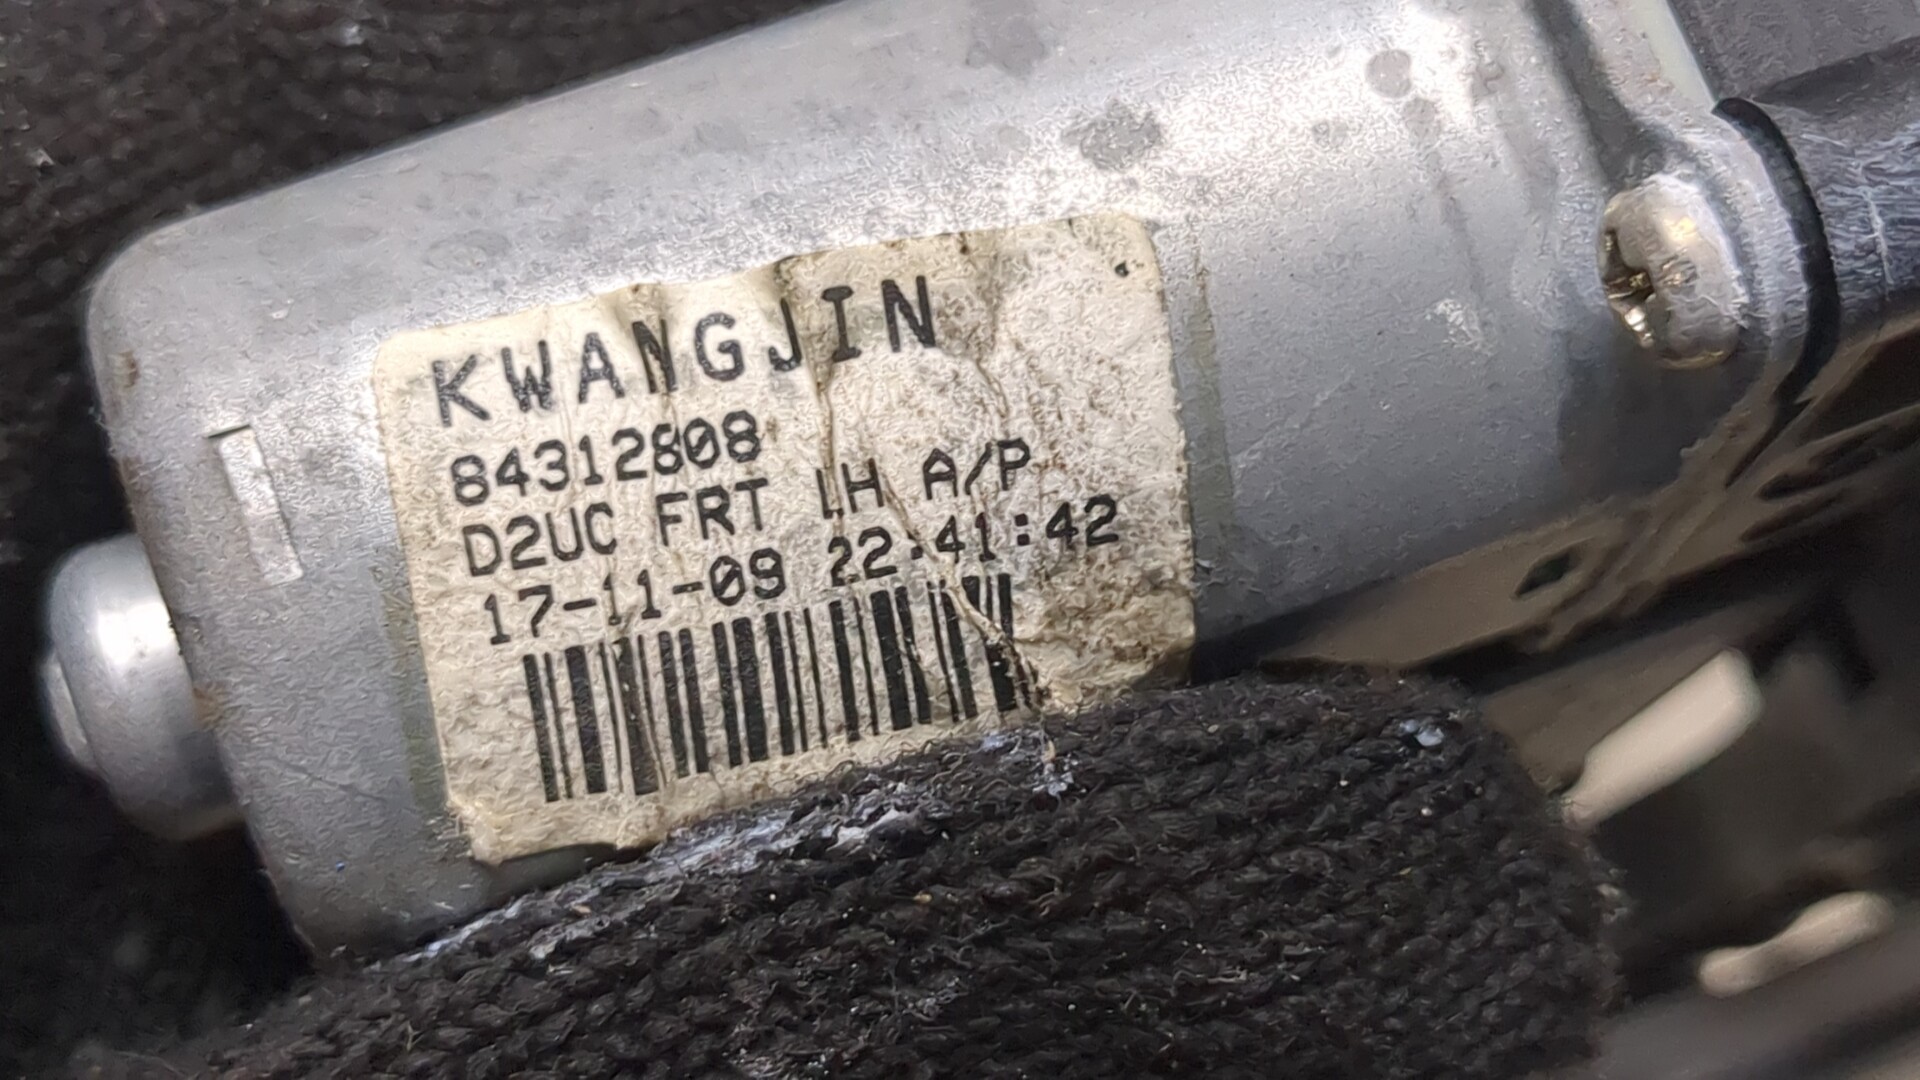 KWANGJIN
84312808
D2UC FRT LH A/P
17-11-09 22:41:42